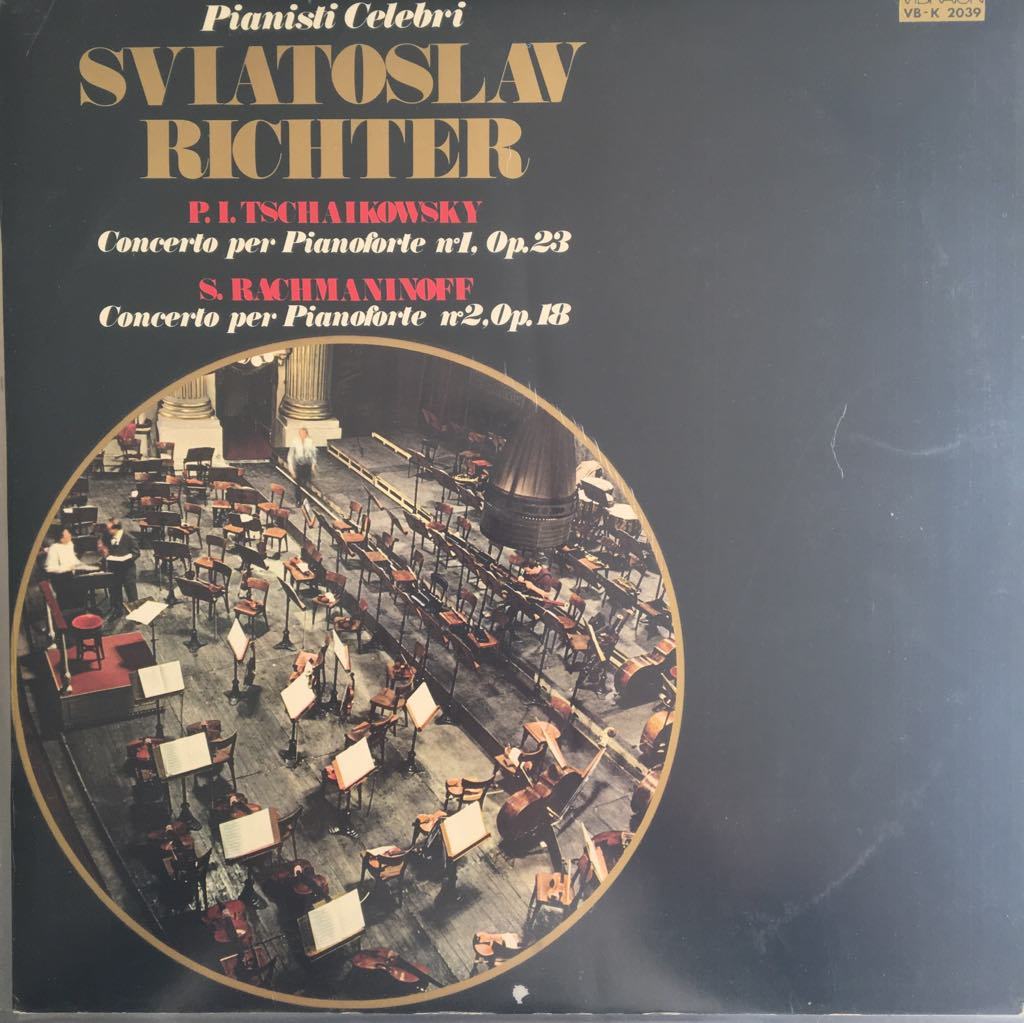 Pianisti Celebri
SVIATOSLAV
RICHTER
P. I. TSCHAIKOWSKY
Concerto per Pianoforte n°1, Op.23
S. RACHMANINOFF
Concerto per Pianoforte n°2, Op.18
VB-K 2039